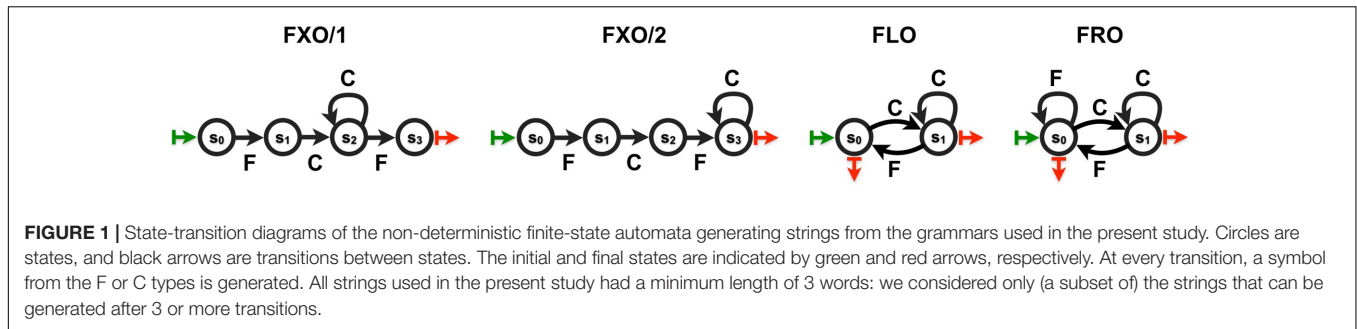 FXO/1 FXO/2 FLO FRO
C C C F C
C C
s0 s1 s2 s3 s0 s1 s2 s3 s0 s1 s0 s1
F C F F C F F F
FIGURE 1 | State-transition diagrams of the non-deterministic finite-state automata generating strings from the grammars used in the present study. Circles are
states, and black arrows are transitions between states. The initial and final states are indicated by green and red arrows, respectively. At every transition, a symbol
from the F or C types is generated. All strings used in the present study had a minimum length of 3 words: we considered only (a subset of) the strings that can be
generated after 3 or more transitions.